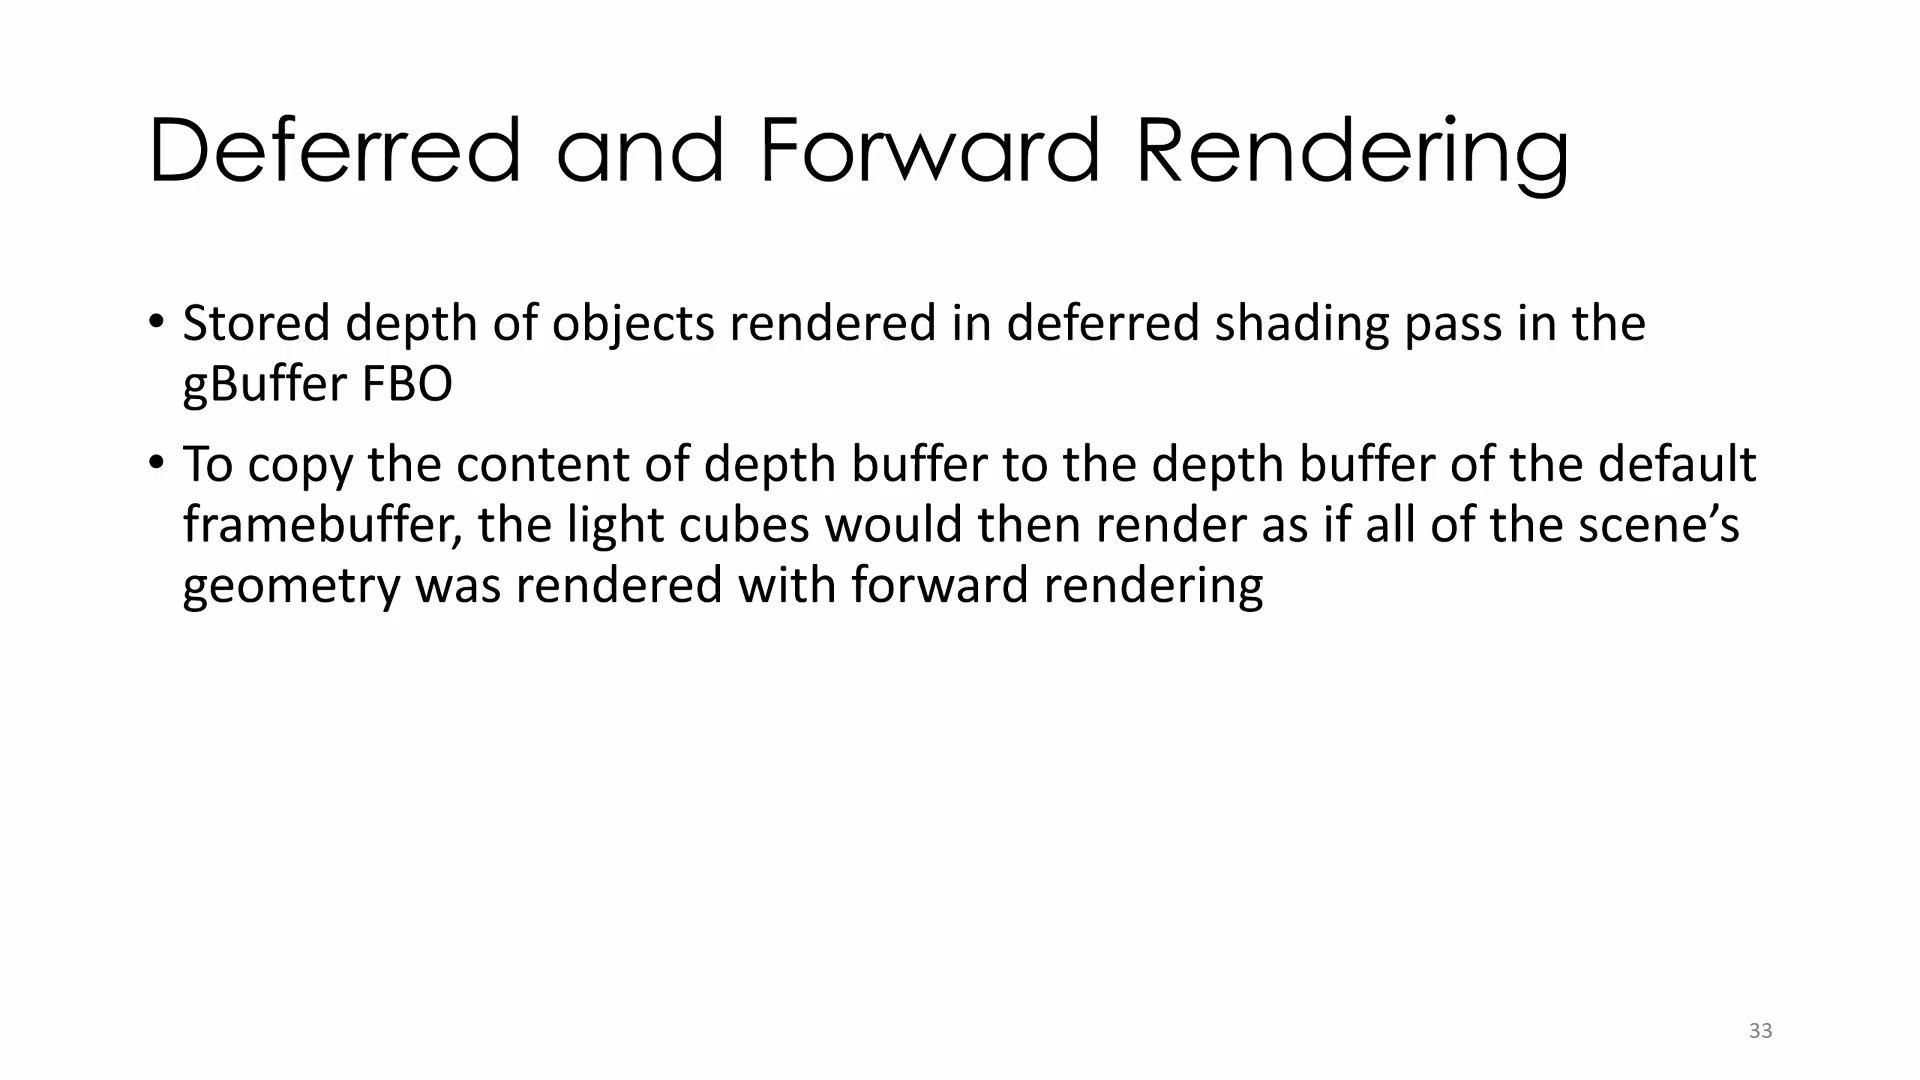 Deferred and Forward Rendering
• Stored depth of objects rendered in deferred shading pass in the
gBuffer FBO
• To copy the content of depth buffer to the depth buffer of the default
framebuffer, the light cubes would then render as if all of the scene’s
geometry was rendered with forward rendering
33